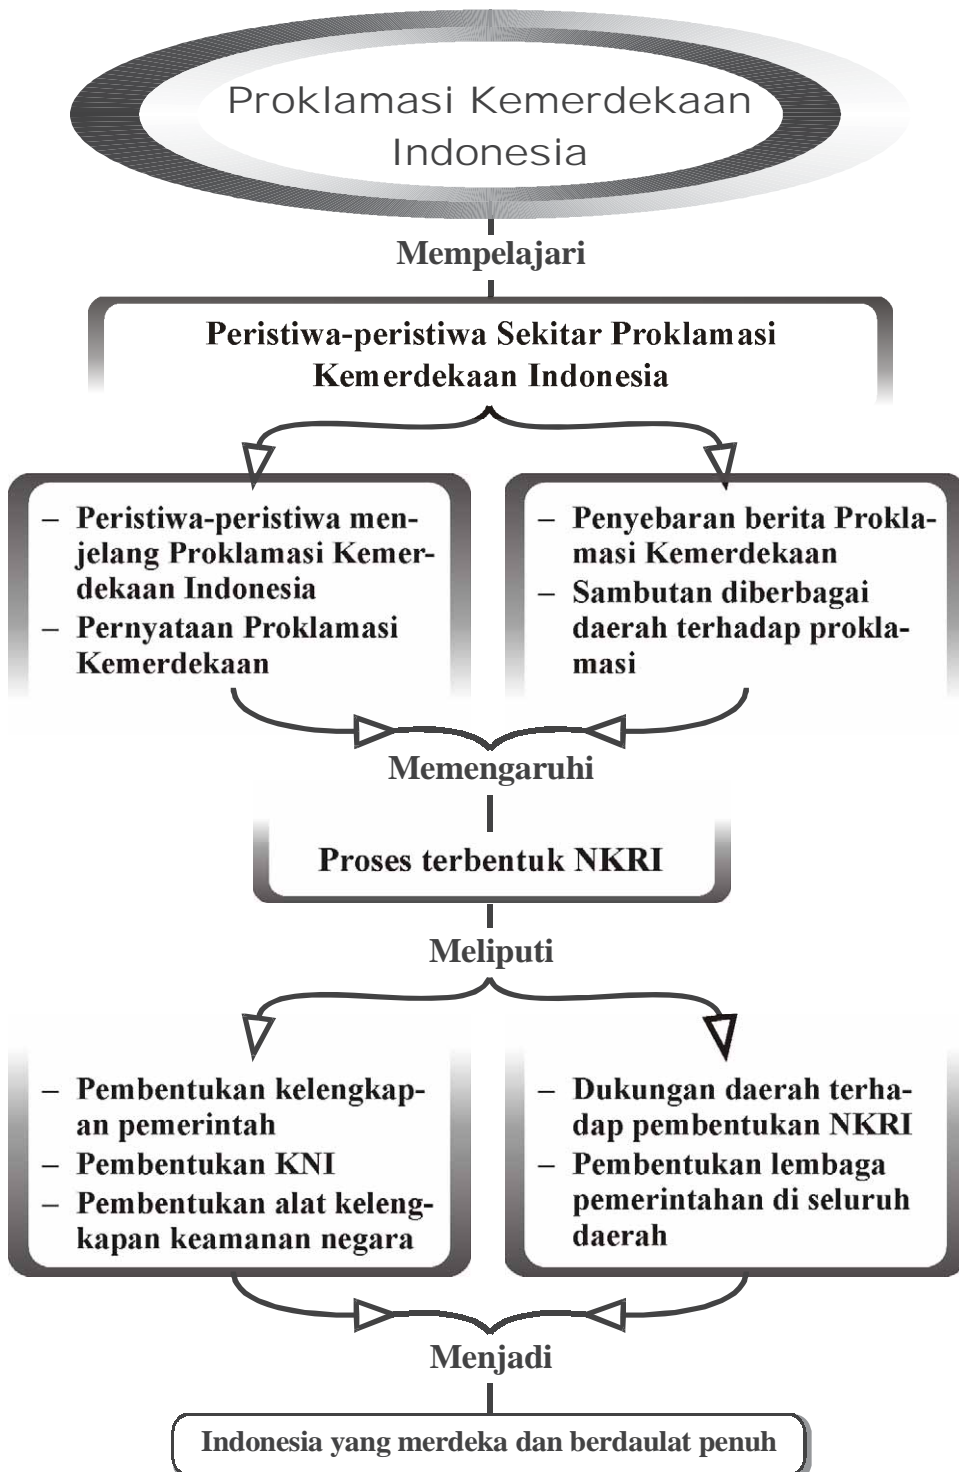 Proklamasi Kemerdekaan
Indonesia
Mempelajari
Peristiwa-peristiwa Sekitar Proklamasi
Kemerdekaan Indonesia
– Peristiwa-peristiwa men-
jelang Proklamasi Kemer-
dekaan Indonesia
– Pernyataan Proklamasi
Kemerdekaan
– Penyebaran berita Prokla-
masi Kemerdekaan
– Sambutan diberbagai
daerah terhadap prokla-
masi
Memengaruhi
Proses terbentuk NKRI
Meliputi
– Pembentukan kelengkap-
an pemerintah
– Pembentukan KNI
– Pembentukan alat keleng-
kapan keamanan negara
– Dukungan daerah terha-
dap pembentukan NKRI
– Pembentukan lembaga
pemerintahan di seluruh
daerah
Menjadi
Indonesia yang merdeka dan berdaulat penuh